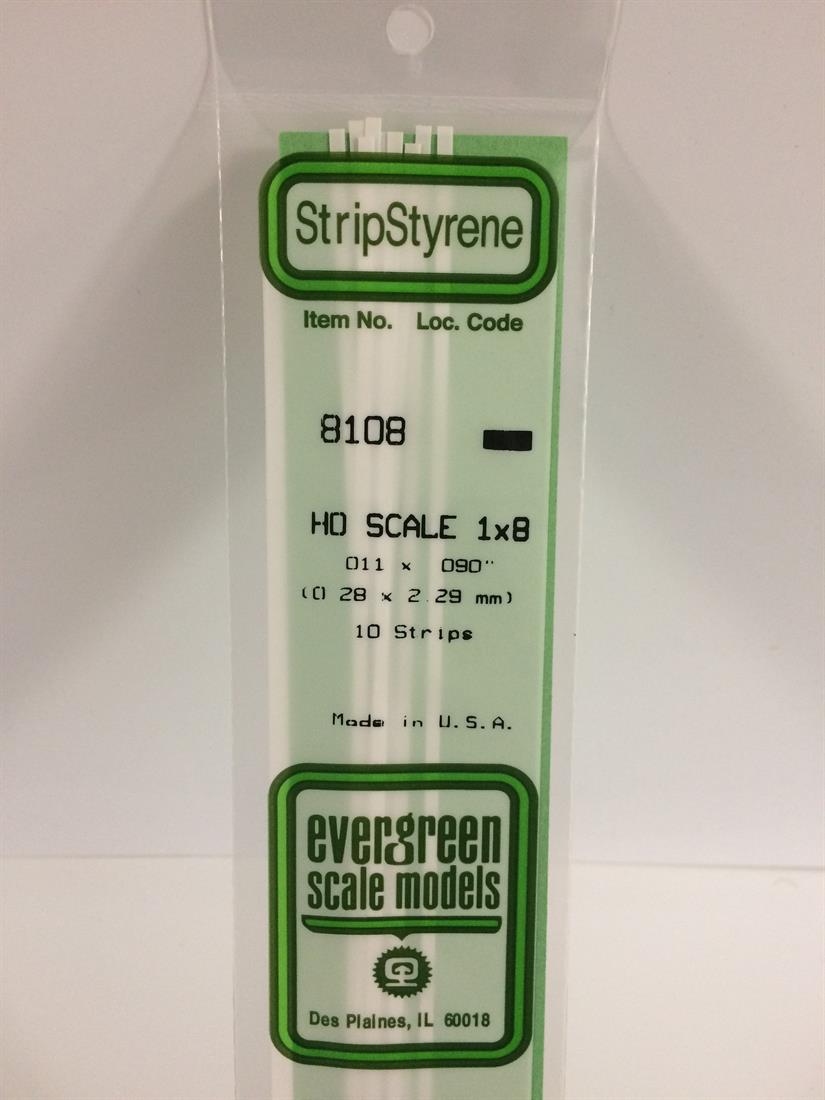 StripStyrene
Item No. Loc. Code
8108
HO SCALE 1x8
.011 x .090"
(0.28 x 2.29 mm)
10 Strips
Made in U.S.A.
evergreen
scale models
Des Plaines, IL 60018